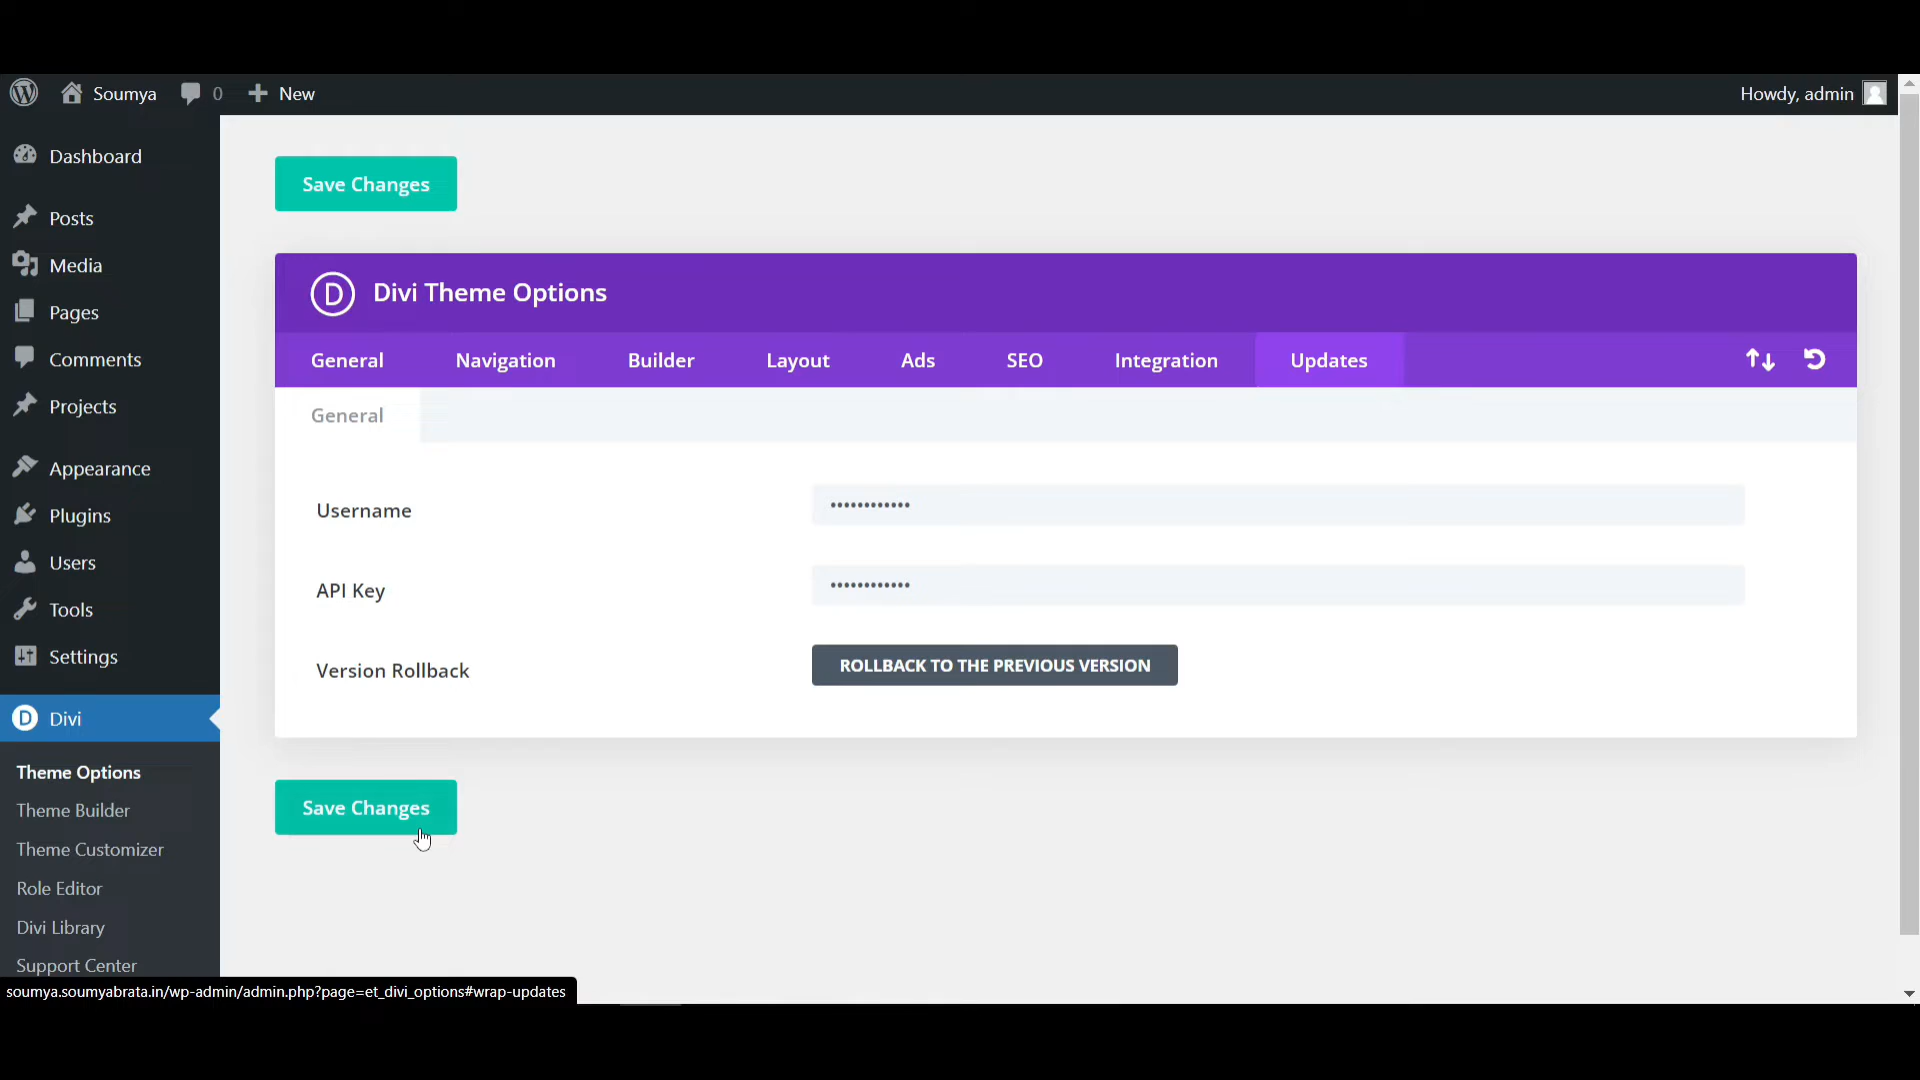 Soumya
0
New
Howdy, admin
Dashboard
Posts
Media
Pages
Comments
Projects
Appearance
Plugins
Users
Tools
Settings
Divi
Theme Options
Theme Builder
Theme Customizer
Role Editor
Divi Library
Support Center
Save Changes
D Divi Theme Options
General Navigation Builder Layout Ads SEO Integration Updates
General
Username ••••••••••••
API Key ••••••••••••
Version Rollback ROLLBACK TO THE PREVIOUS VERSION
Save Changes
soumya.soumyabrata.in/wp-admin/admin.php?page=et_divi_options#wrap-updates